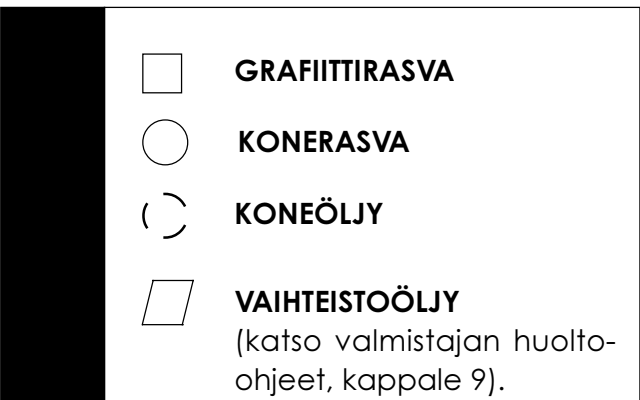 GRAFIITTIRASVA
KONERASVA
KONEÖLJY
VAIHTEISTOÖLJY
(katso valmistajan huolto-
ohjeet, kappale 9).